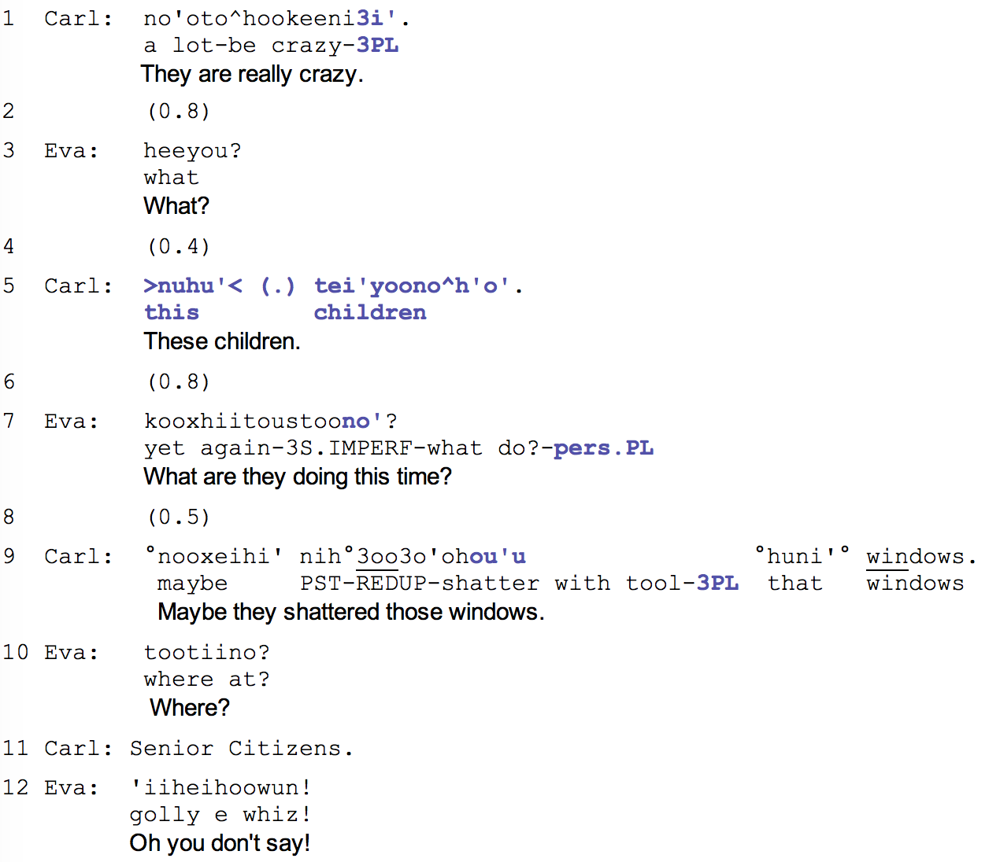 1 Carl: no'oto^hookeeni3i'.
a lot-be crazy-3PL
They are really crazy.
2 (0.8)
3 Eva: heeyou?
what
What?
4 (0.4)
5 Carl: >nuhu'< (.) tei'yoono^h'o'.
this children
These children.
6 (0.8)
7 Eva: kooxhiitoustoono'?
yet again-3S.IMPERF-what do?-pers.PL
What are they doing this time?
8 (0.5)
9 Carl: °nooxeihi' nih°3oo3o'ohou'u °huni'° windows.
maybe PST-REDUP-shatter with tool-3PL that windows
Maybe they shattered those windows.
10 Eva: tootiino?
where at?
Where?
11 Carl: Senior Citizens.
12 Eva: 'iiheihoowun!
golly e whiz!
Oh you don't say!